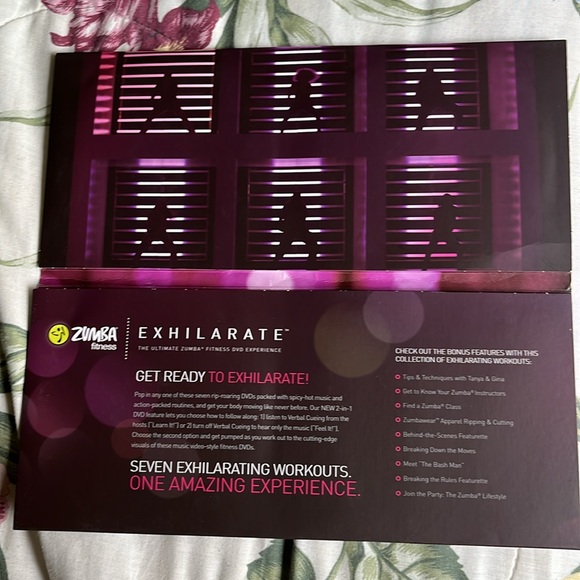 ZUMBA®
fitness
EXHILARATE™
THE ULTIMATE ZUMBA® FITNESS DVD EXPERIENCE
GET READY TO EXHILARATE!
Pop in any one of these seven rip-roaring DVDs packed with spicy-hot music and
action-packed routines, and get your body moving like never before. Our NEW 2-in-1
DVD feature lets you choose how to follow along: 1) listen to Verbal Cueing from the
hosts ["Learn It!"] or 2) turn off Verbal Cueing to hear only the music ["Feel It!"].
Choose the second option and get pumped as you work out to the cutting-edge
visuals of these music video-style fitness DVDs.
SEVEN EXHILARATING WORKOUTS.
ONE AMAZING EXPERIENCE.
CHECK OUT THE BONUS FEATURES WITH THIS
COLLECTION OF EXHILARATING WORKOUTS:
Tips & Techniques with Tanya & Gina
Get to Know Your Zumba® Instructors
Find a Zumba® Class
Zumbawear™ Apparel Ripping & Cutting
Behind-the-Scenes Featurette
Breaking Down the Moves
Meet "The Bash Man"
Breaking the Rules Featurette
Join the Party: The Zumba® Lifestyle